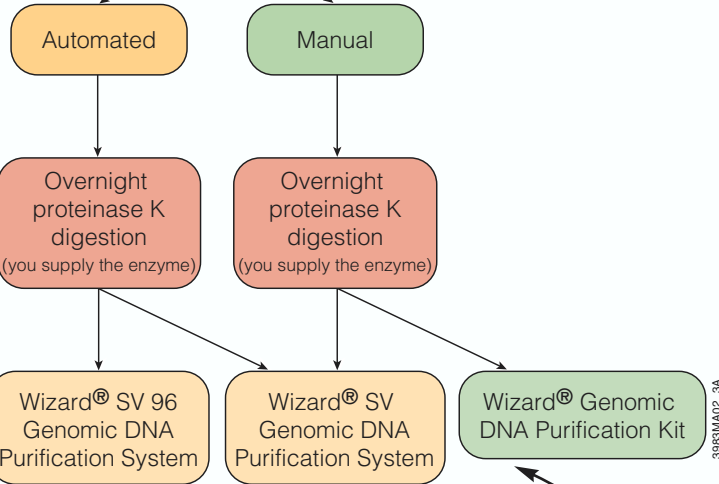 Automated
Manual
Overnight
proteinase K
digestion
(you supply the enzyme)
Overnight
proteinase K
digestion
(you supply the enzyme)
Wizard® SV 96
Genomic DNA
Purification System
Wizard® SV
Genomic DNA
Purification System
Wizard® Genomic
DNA Purification Kit
3983MA02_3A